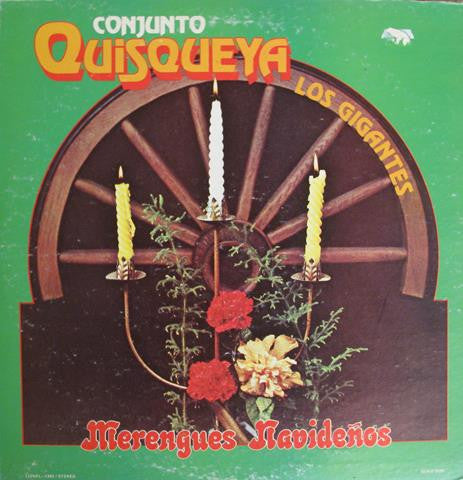 CONJUNTO
QUISQUEYA
LOS GIGANTES
Merengues Navideños